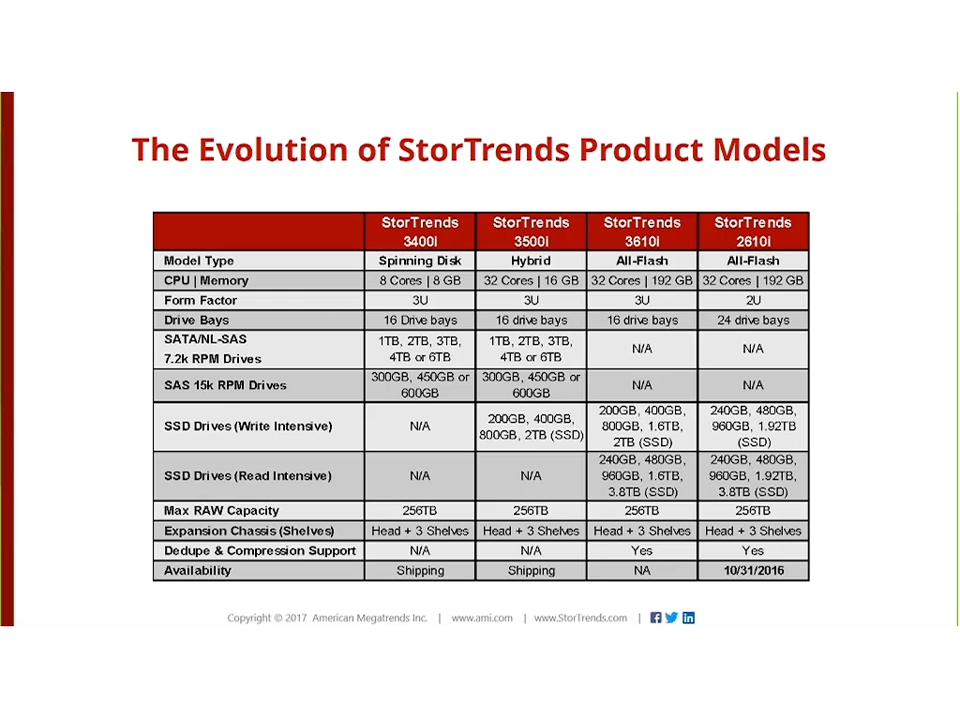 The Evolution of StorTrends Product Models
StorTrends 3400i | StorTrends 3500i | StorTrends 3610i | StorTrends 2610i
Model Type | Spinning Disk | Hybrid | All-Flash | All-Flash
CPU | Memory | 8 Cores | 8 GB | 32 Cores | 16 GB | 32 Cores | 192 GB | 32 Cores | 192 GB
Form Factor | 3U | 3U | 3U | 2U
Drive Bays | 16 Drive bays | 16 drive bays | 16 drive bays | 24 drive bays
SATA/NL-SAS 7.2k RPM Drives | 1TB, 2TB, 3TB, 4TB or 6TB | 1TB, 2TB, 3TB, 4TB or 6TB | N/A | N/A
SAS 15k RPM Drives | 300GB, 450GB or 600GB | 300GB, 450GB or 600GB | N/A | N/A
SSD Drives (Write Intensive) | N/A | 200GB, 400GB, 800GB, 2TB (SSD) | 200GB, 400GB, 800GB, 1.6TB, 2TB (SSD) | 240GB, 480GB, 960GB, 1.92TB (SSD)
SSD Drives (Read Intensive) | N/A | N/A | 240GB, 480GB, 960GB, 1.6TB, 3.8TB (SSD) | 240GB, 480GB, 960GB, 1.92TB, 3.8TB (SSD)
Max RAW Capacity | 256TB | 256TB | 256TB | 256TB
Expansion Chassis (Shelves) | Head + 3 Shelves | Head + 3 Shelves | Head + 3 Shelves | Head + 3 Shelves
Dedupe & Compression Support | N/A | N/A | Yes | Yes
Availability | Shipping | Shipping | NA | 10/31/2016
Copyright © 2017 American Megatrends Inc. | www.ami.com | www.StorTrends.com |